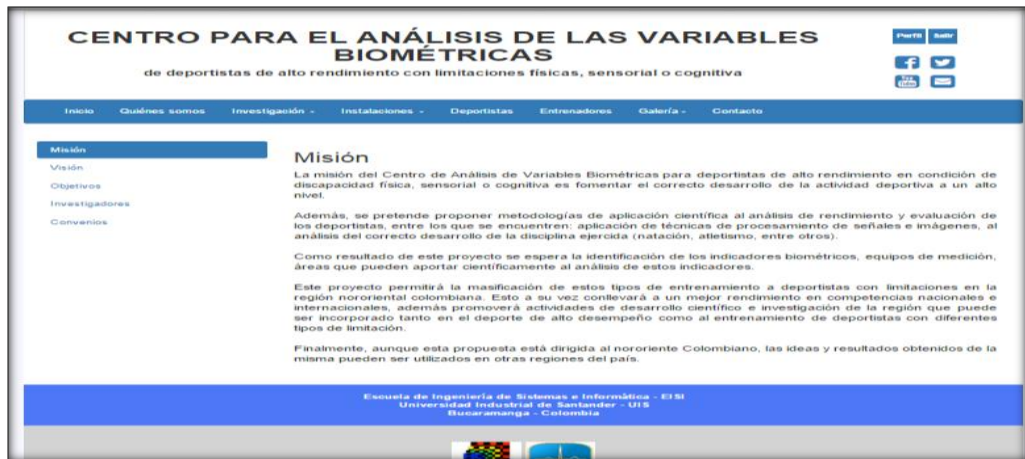 CENTRO PARA EL ANÁLISIS DE LAS VARIABLES
BIOMÉTRICAS
de deportistas de alto rendimiento con limitaciones físicas, sensorial o cognitiva
Perfil Salir
Inicio Quiénes somos Investigación Instalaciones Deportistas Entrenadores Galería Contacto
Misión
Visión
Objetivos
Investigadores
Convenios
Misión
La misión del Centro de Análisis de Variables Biométricas para deportistas de alto rendimiento en condición de
discapacidad física, sensorial o cognitiva es fomentar el correcto desarrollo de la actividad deportiva a un alto
nivel.
Además, se pretende proponer metodologías de aplicación científica al análisis de rendimiento y evaluación de
los deportistas, entre los que se encuentren: aplicación de técnicas de procesamiento de señales e imágenes, al
análisis del correcto desarrollo de la disciplina ejercida (natación, atletismo, entre otros).
Como resultado de este proyecto se espera la identificación de los indicadores biométricos, equipos de medición,
áreas que pueden aportar científicamente al análisis de estos indicadores.
Este proyecto permitirá la masificación de estos tipos de entrenamiento a deportistas con limitaciones en la
región nororiental colombiana. Esto a su vez conllevará a un mejor rendimiento en competencias nacionales e
internacionales, además promoverá actividades de desarrollo científico e investigación de la región que puede
ser incorporado tanto en el deporte de alto desempeño como al entrenamiento de deportistas con diferentes
tipos de limitación.
Finalmente, aunque esta propuesta está dirigida al nororiente Colombiano, las ideas y resultados obtenidos de la
misma pueden ser utilizados en otras regiones del país.
Escuela de Ingeniería de Sistemas e Informática - EISI
Universidad Industrial de Santander - UIS
Bucaramanga - Colombia